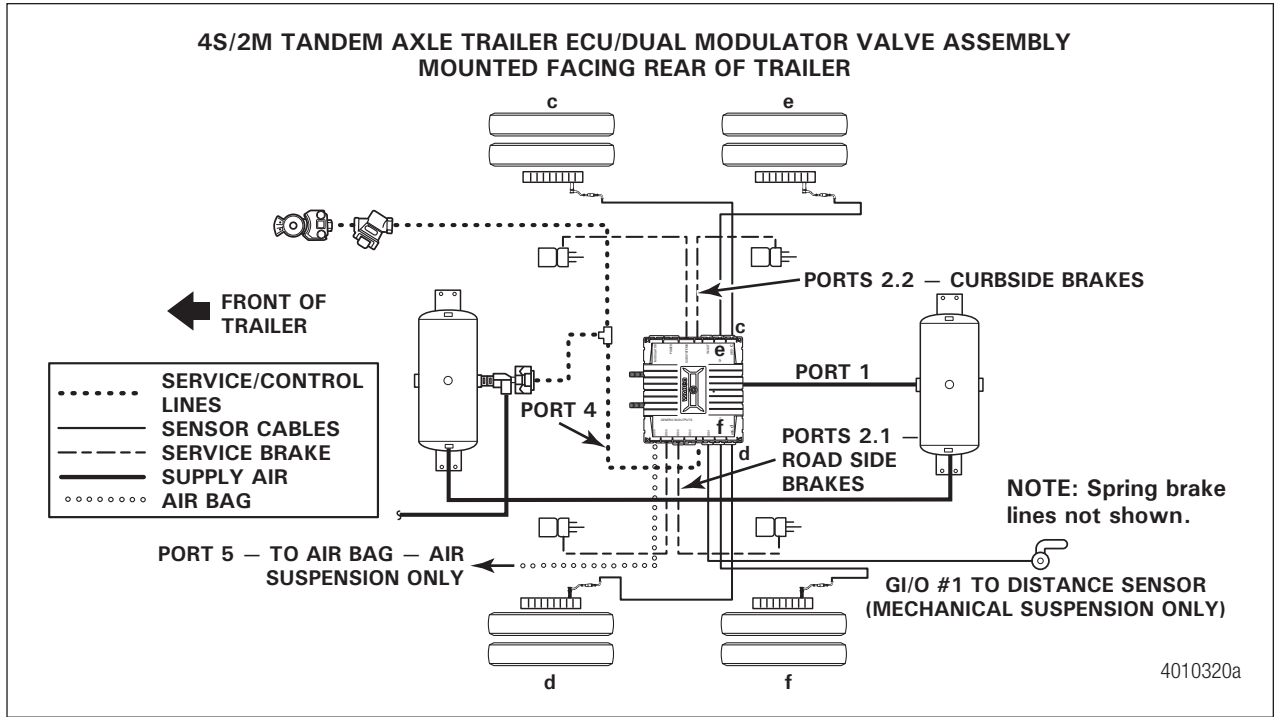 4S/2M TANDEM AXLE TRAILER ECU/DUAL MODULATOR VALVE ASSEMBLY
MOUNTED FACING REAR OF TRAILER
c
e
PORTS 2.2 – CURBSIDE BRAKES
FRONT OF
TRAILER
c
e
PORT 1
SERVICE/CONTROL
LINES
SENSOR CABLES
SERVICE BRAKE
SUPPLY AIR
AIR BAG
PORT 4
f
d
PORTS 2.1 –
ROAD SIDE
BRAKES
NOTE: Spring brake
lines not shown.
PORT 5 – TO AIR BAG – AIR
SUSPENSION ONLY
GI/O #1 TO DISTANCE SENSOR
(MECHANICAL SUSPENSION ONLY)
d
f
4010320a